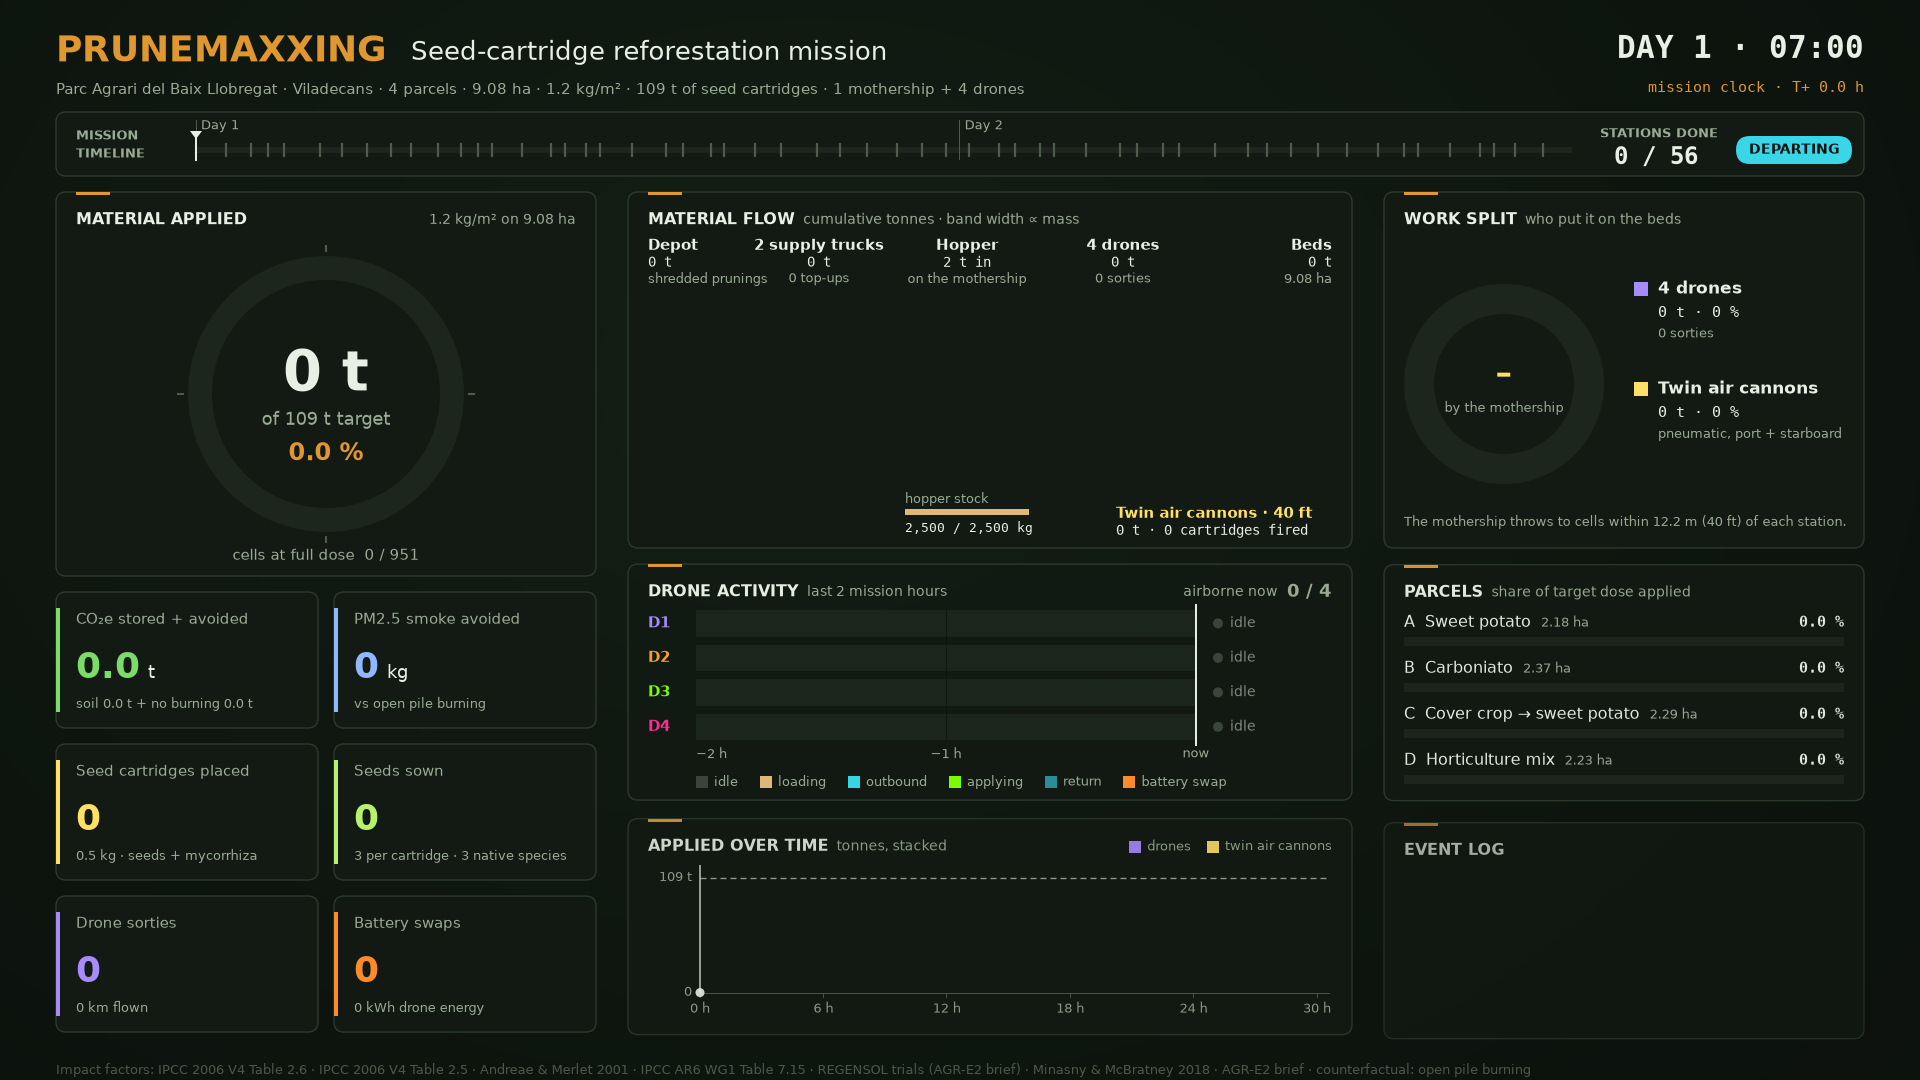 PRUNEMAXXING Seed-cartridge reforestation mission
DAY 1 · 07:00
Parc Agrari del Baix Llobregat · Viladecans · 4 parcels · 9.08 ha · 1.2 kg/m² · 109 t of seed cartridges · 1 mothership + 4 drones
mission clock · T+ 0.0 h
MISSION
TIMELINE
Day 1
Day 2
STATIONS DONE
0 / 56
DEPARTING
MATERIAL APPLIED
1.2 kg/m² on 9.08 ha
0 t
of 109 t target
0.0 %
cells at full dose 0 / 951
CO₂e stored + avoided
0.0 t
soil 0.0 t + no burning 0.0 t
PM2.5 smoke avoided
0 kg
vs open pile burning
Seed cartridges placed
0
0.5 kg · seeds + mycorrhiza
Seeds sown
0
3 per cartridge · 3 native species
Drone sorties
0
0 km flown
Battery swaps
0
0 kWh drone energy
MATERIAL FLOW cumulative tonnes · band width ∝ mass
Depot
0 t
shredded prunings
2 supply trucks
0 t
0 top-ups
Hopper
2 t in
on the mothership
4 drones
0 t
0 sorties
Beds
0 t
9.08 ha
hopper stock
2,500 / 2,500 kg
Twin air cannons · 40 ft
0 t · 0 cartridges fired
DRONE ACTIVITY last 2 mission hours
airborne now 0 / 4
D1 idle
D2 idle
D3 idle
D4 idle
−2 h −1 h now
idle loading outbound applying return battery swap
APPLIED OVER TIME tonnes, stacked
drones twin air cannons
109 t
0
0 h 6 h 12 h 18 h 24 h 30 h
WORK SPLIT who put it on the beds
–
by the mothership
4 drones
0 t · 0 %
0 sorties
Twin air cannons
0 t · 0 %
pneumatic, port + starboard
The mothership throws to cells within 12.2 m (40 ft) of each station.
PARCELS share of target dose applied
A Sweet potato 2.18 ha 0.0 %
B Carboniato 2.37 ha 0.0 %
C Cover crop → sweet potato 2.29 ha 0.0 %
D Horticulture mix 2.23 ha 0.0 %
EVENT LOG
Impact factors: IPCC 2006 V4 Table 2.6 · IPCC 2006 V4 Table 2.5 · Andreae & Merlet 2001 · IPCC AR6 WG1 Table 7.15 · REGENSOL trials (AGR-E2 brief) · Minasny & McBratney 2018 · AGR-E2 brief · counterfactual: open pile burning